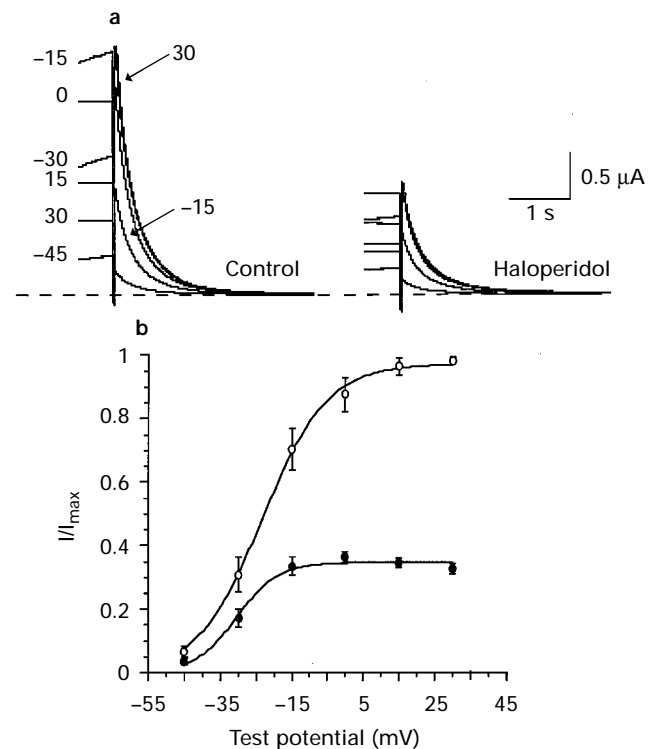 a
−15
30
0
−30
15
−15
30
−45
Control
0.5 μA
1 s
Haloperidol
b
1
0.8
0.6
0.4
0.2
0
I/Imax
−55 −35 −15 5 25 45
Test potential (mV)